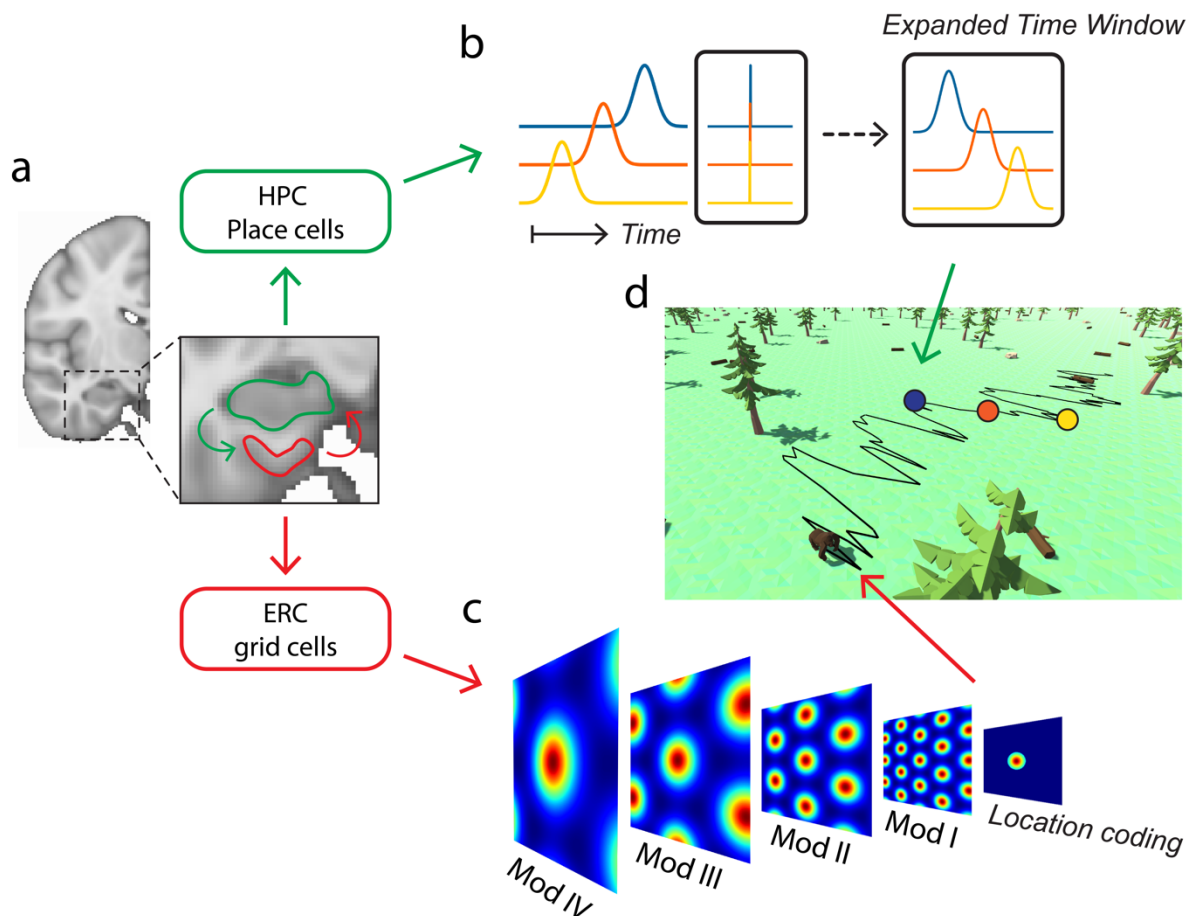 a
HPC
Place cells
ERC
grid cells
b
Expanded Time Window
Time
d
c
Mod IV
Mod III
Mod II
Mod I
Location coding